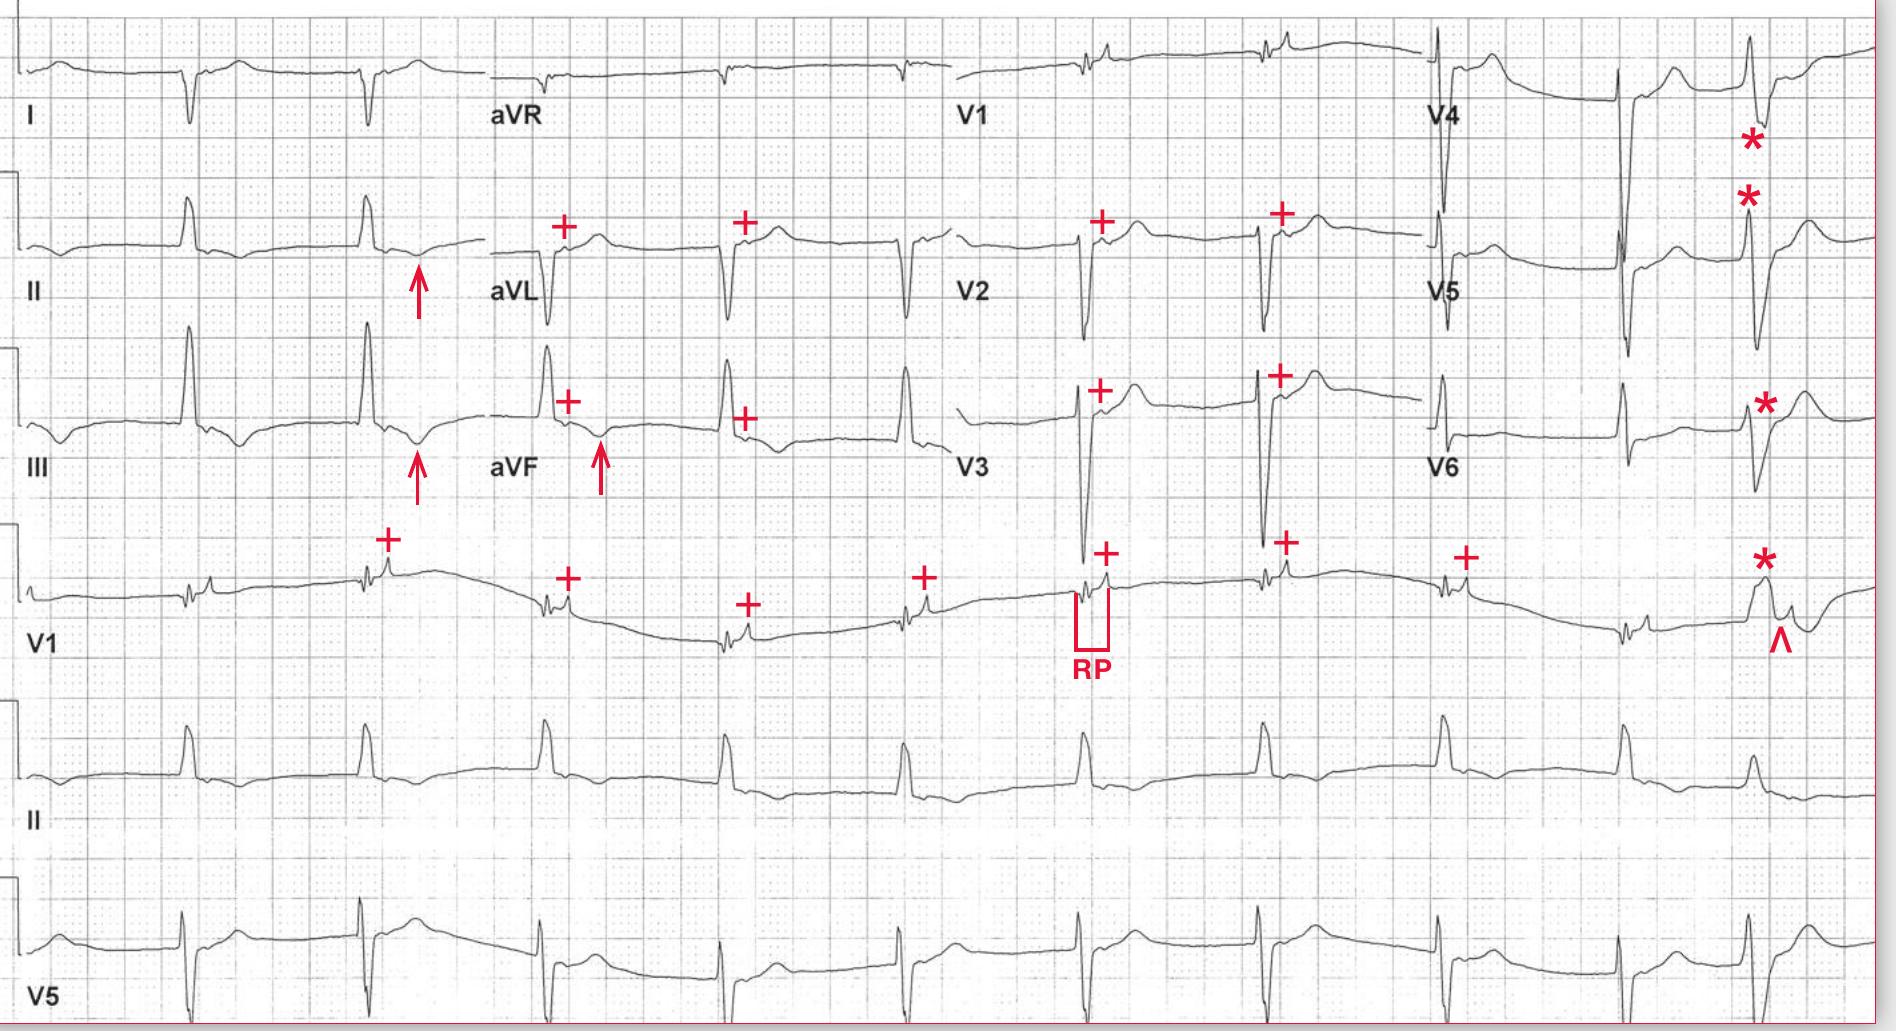 I aVR V1 V4
*
+ + + + *
II aVL V2 V5
+ + + + *
III aVF V3 V6
+ + + + + + + *
V1 ^
RP
II
V5